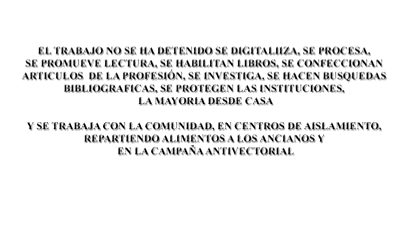 EL TRABAJO NO SE HA DETENIDO SE DIGITALIIZA, SE PROCESA,
SE PROMUEVE LECTURA, SE HABILITAN LIBROS, SE CONFECCIONAN
ARTICULOS DE LA PROFESIÓN, SE INVESTIGA, SE HACEN BUSQUEDAS
BIBLIOGRAFICAS, SE PROTEGEN LAS INSTITUCIONES,
LA MAYORIA DESDE CASA
Y SE TRABAJA CON LA COMUNIDAD, EN CENTROS DE AISLAMIENTO,
REPARTIENDO ALIMENTOS A LOS ANCIANOS Y
EN LA CAMPAÑA ANTIVECTORIAL